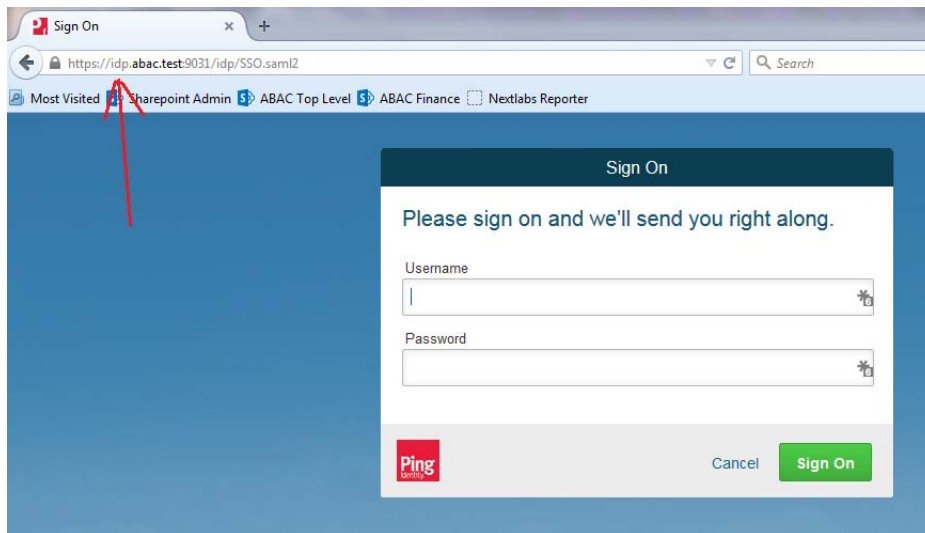 Sign On
https://idp.abac.test:9031/idp/SSO.saml2
Search
Most Visited Sharepoint Admin ABAC Top Level ABAC Finance Nextlabs Reporter
Sign On
Please sign on and we'll send you right along.
Username
Password
Ping
Identity
Cancel Sign On